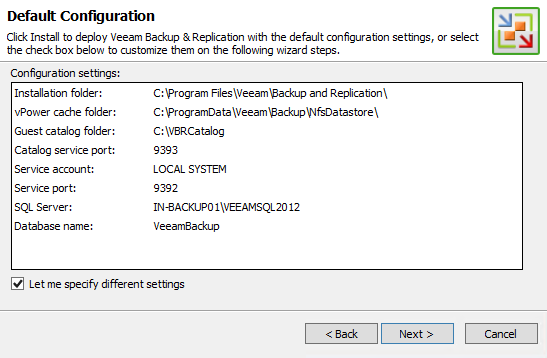 Default Configuration
Click Install to deploy Veeam Backup & Replication with the default configuration settings, or select
the check box below to customize them on the following wizard steps.
Configuration settings:
Installation folder: C:\Program Files\Veeam\Backup and Replication\
vPower cache folder: C:\ProgramData\Veeam\Backup\NfsDatastore\
Guest catalog folder: C:\VBRCatalog
Catalog service port: 9393
Service account: LOCAL SYSTEM
Service port: 9392
SQL Server: IN-BACKUP01\VEEAMSQL2012
Database name: VeeamBackup
Let me specify different settings
< Back Next > Cancel